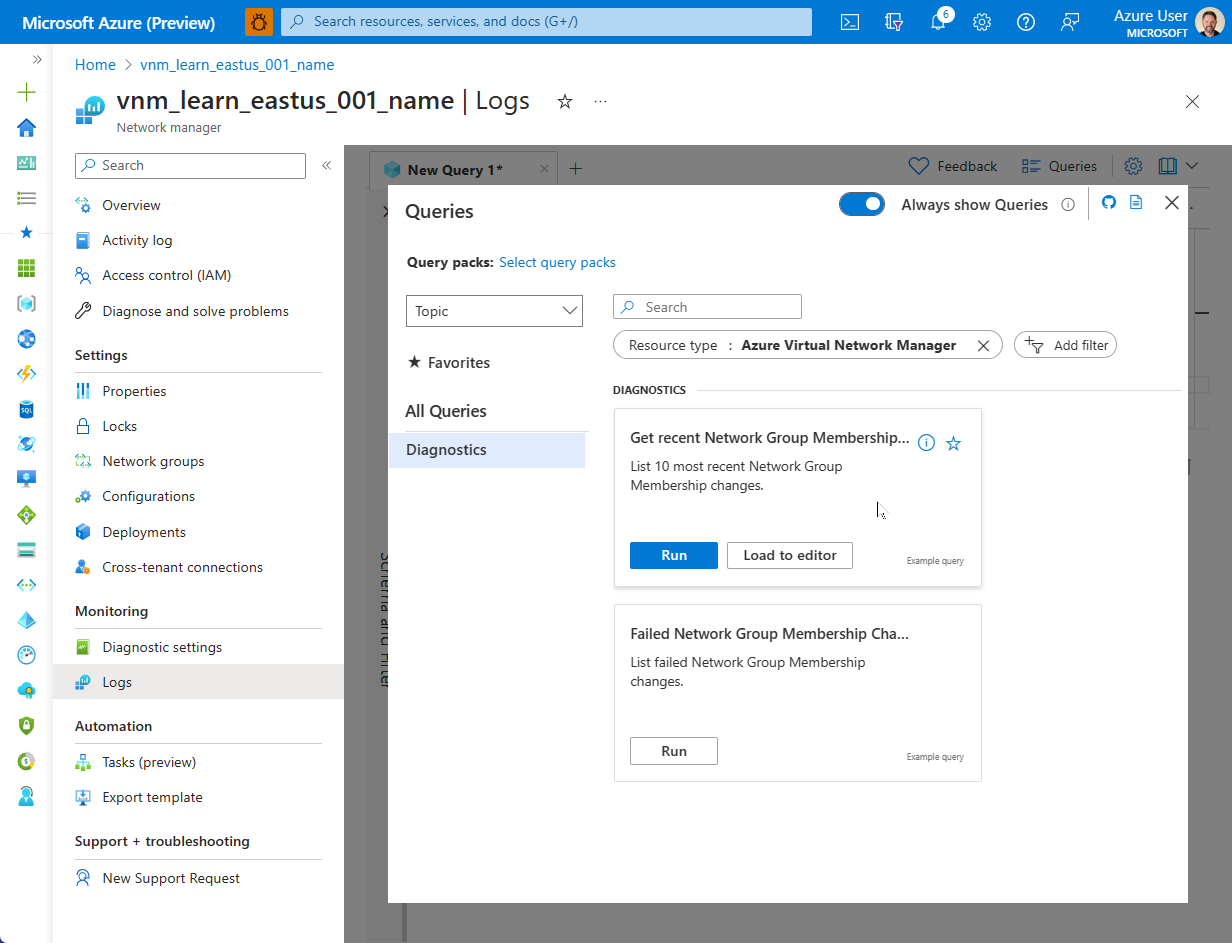 Microsoft Azure (Preview)
Search resources, services, and docs (G+/)
6
Azure User
MICROSOFT
Home > vnm_learn_eastus_001_name
vnm_learn_eastus_001_name | Logs
Network manager
Search
Overview
Activity log
Access control (IAM)
Diagnose and solve problems
Settings
Properties
Locks
Network groups
Configurations
Deployments
Cross-tenant connections
Monitoring
Diagnostic settings
Logs
Automation
Tasks (preview)
Export template
Support + troubleshooting
New Support Request
New Query 1*
Feedback
Queries
Schema and Filter
Queries
Always show Queries
Query packs: Select query packs
Topic
Search
Resource type : Azure Virtual Network Manager
Add filter
Favorites
All Queries
Diagnostics
DIAGNOSTICS
Get recent Network Group Membership...
List 10 most recent Network Group
Membership changes.
Run
Load to editor
Example query
Failed Network Group Membership Cha...
List failed Network Group Membership
changes.
Run
Example query
SQL